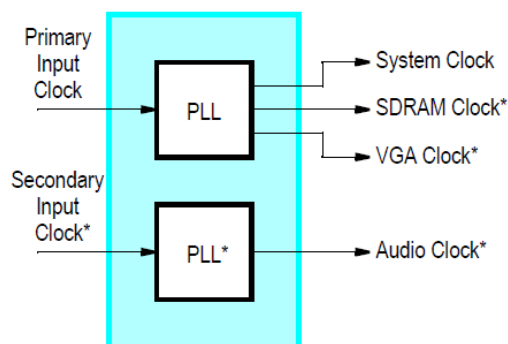 Primary
Input
Clock
PLL
System Clock
SDRAM Clock*
VGA Clock*
Secondary
Input
Clock*
PLL*
Audio Clock*